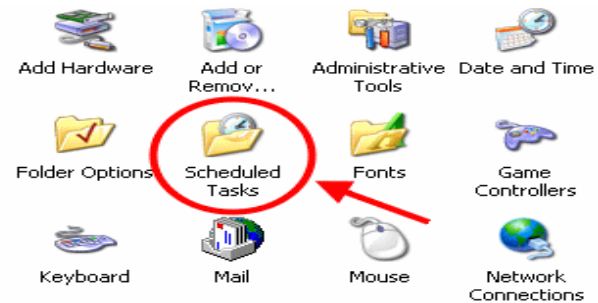 Add Hardware
Add or
Remov...
Administrative
Tools
Date and Time
Folder Options
Scheduled
Tasks
Fonts
Game
Controllers
Keyboard
Mail
Mouse
Network
Connections